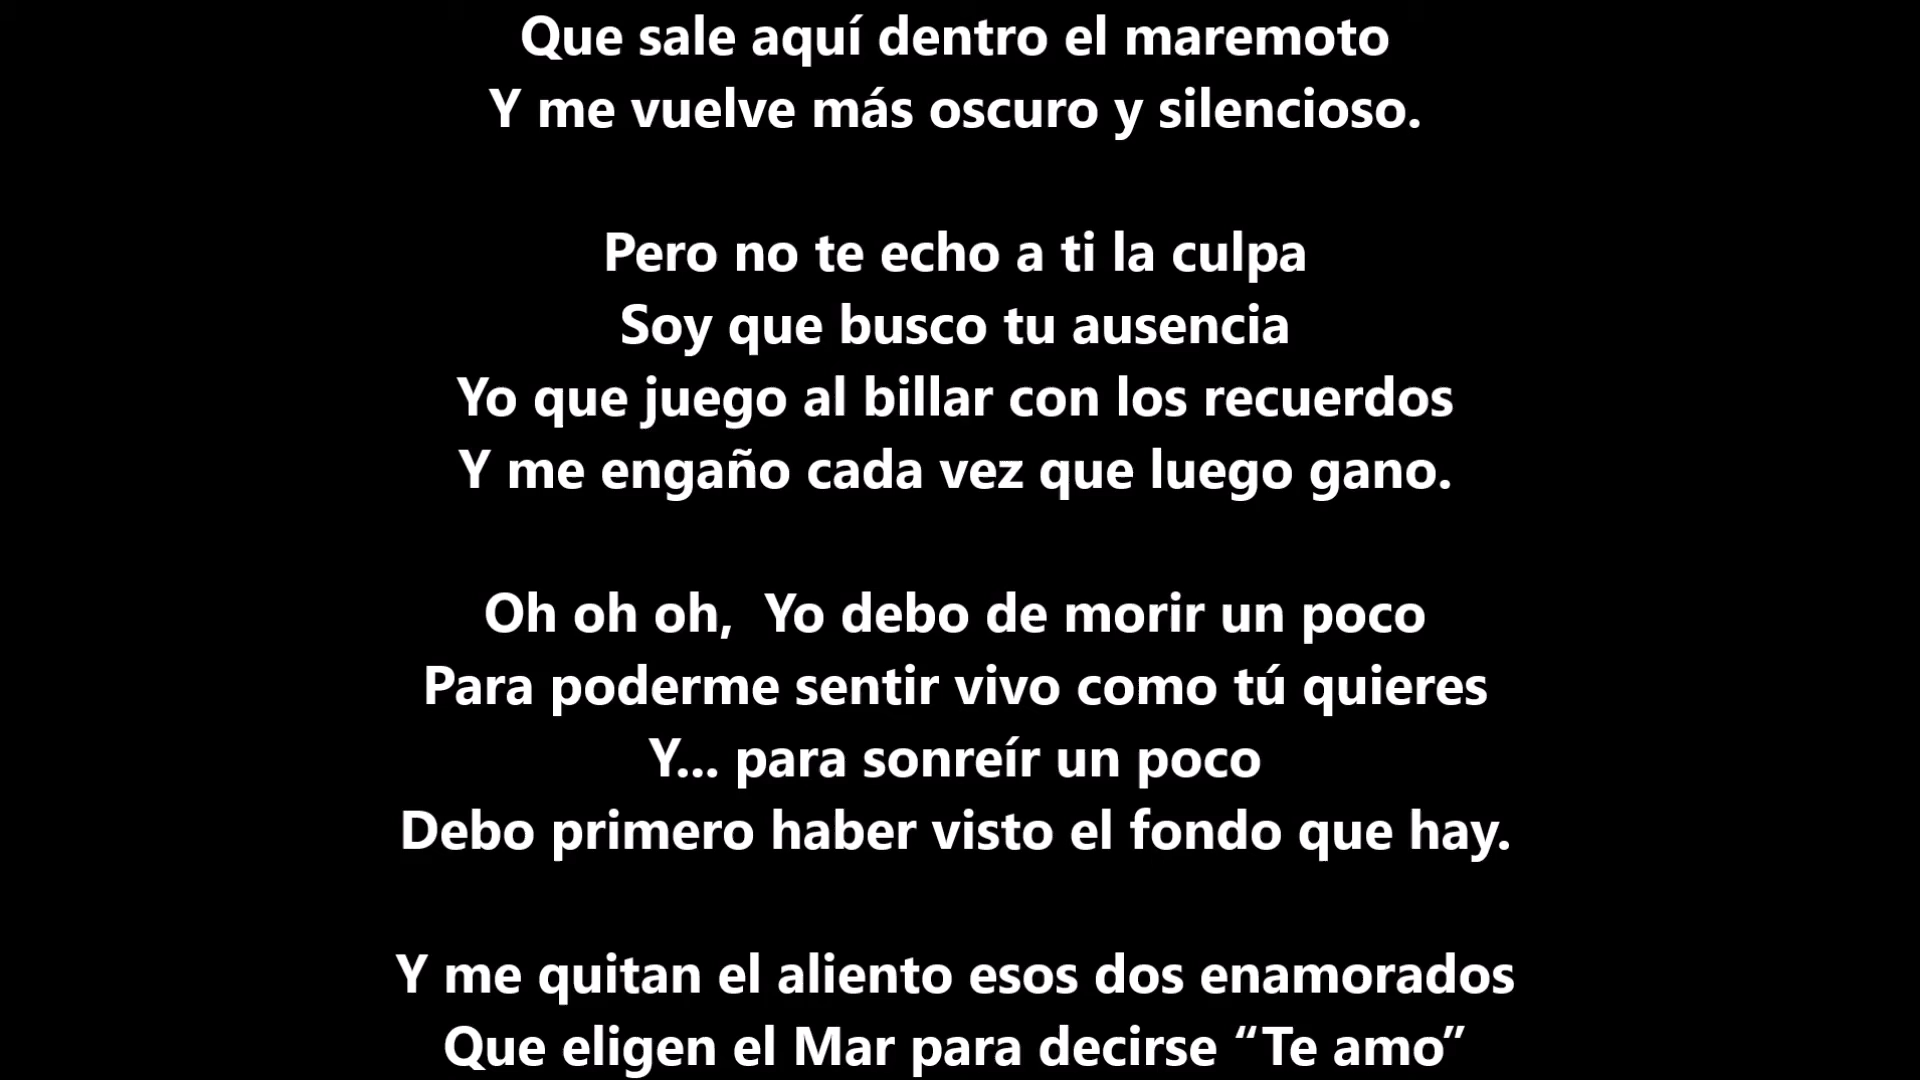 Que sale aquí dentro el maremoto
Y me vuelve más oscuro y silencioso.
Pero no te echo a ti la culpa
Soy que busco tu ausencia
Yo que juego al billar con los recuerdos
Y me engaño cada vez que luego gano.
Oh oh oh,  Yo debo de morir un poco
Para poderme sentir vivo como tú quieres
Y... para sonreír un poco
Debo primero haber visto el fondo que hay.
Y me quitan el aliento esos dos enamorados
Que eligen el Mar para decirse “Te amo”